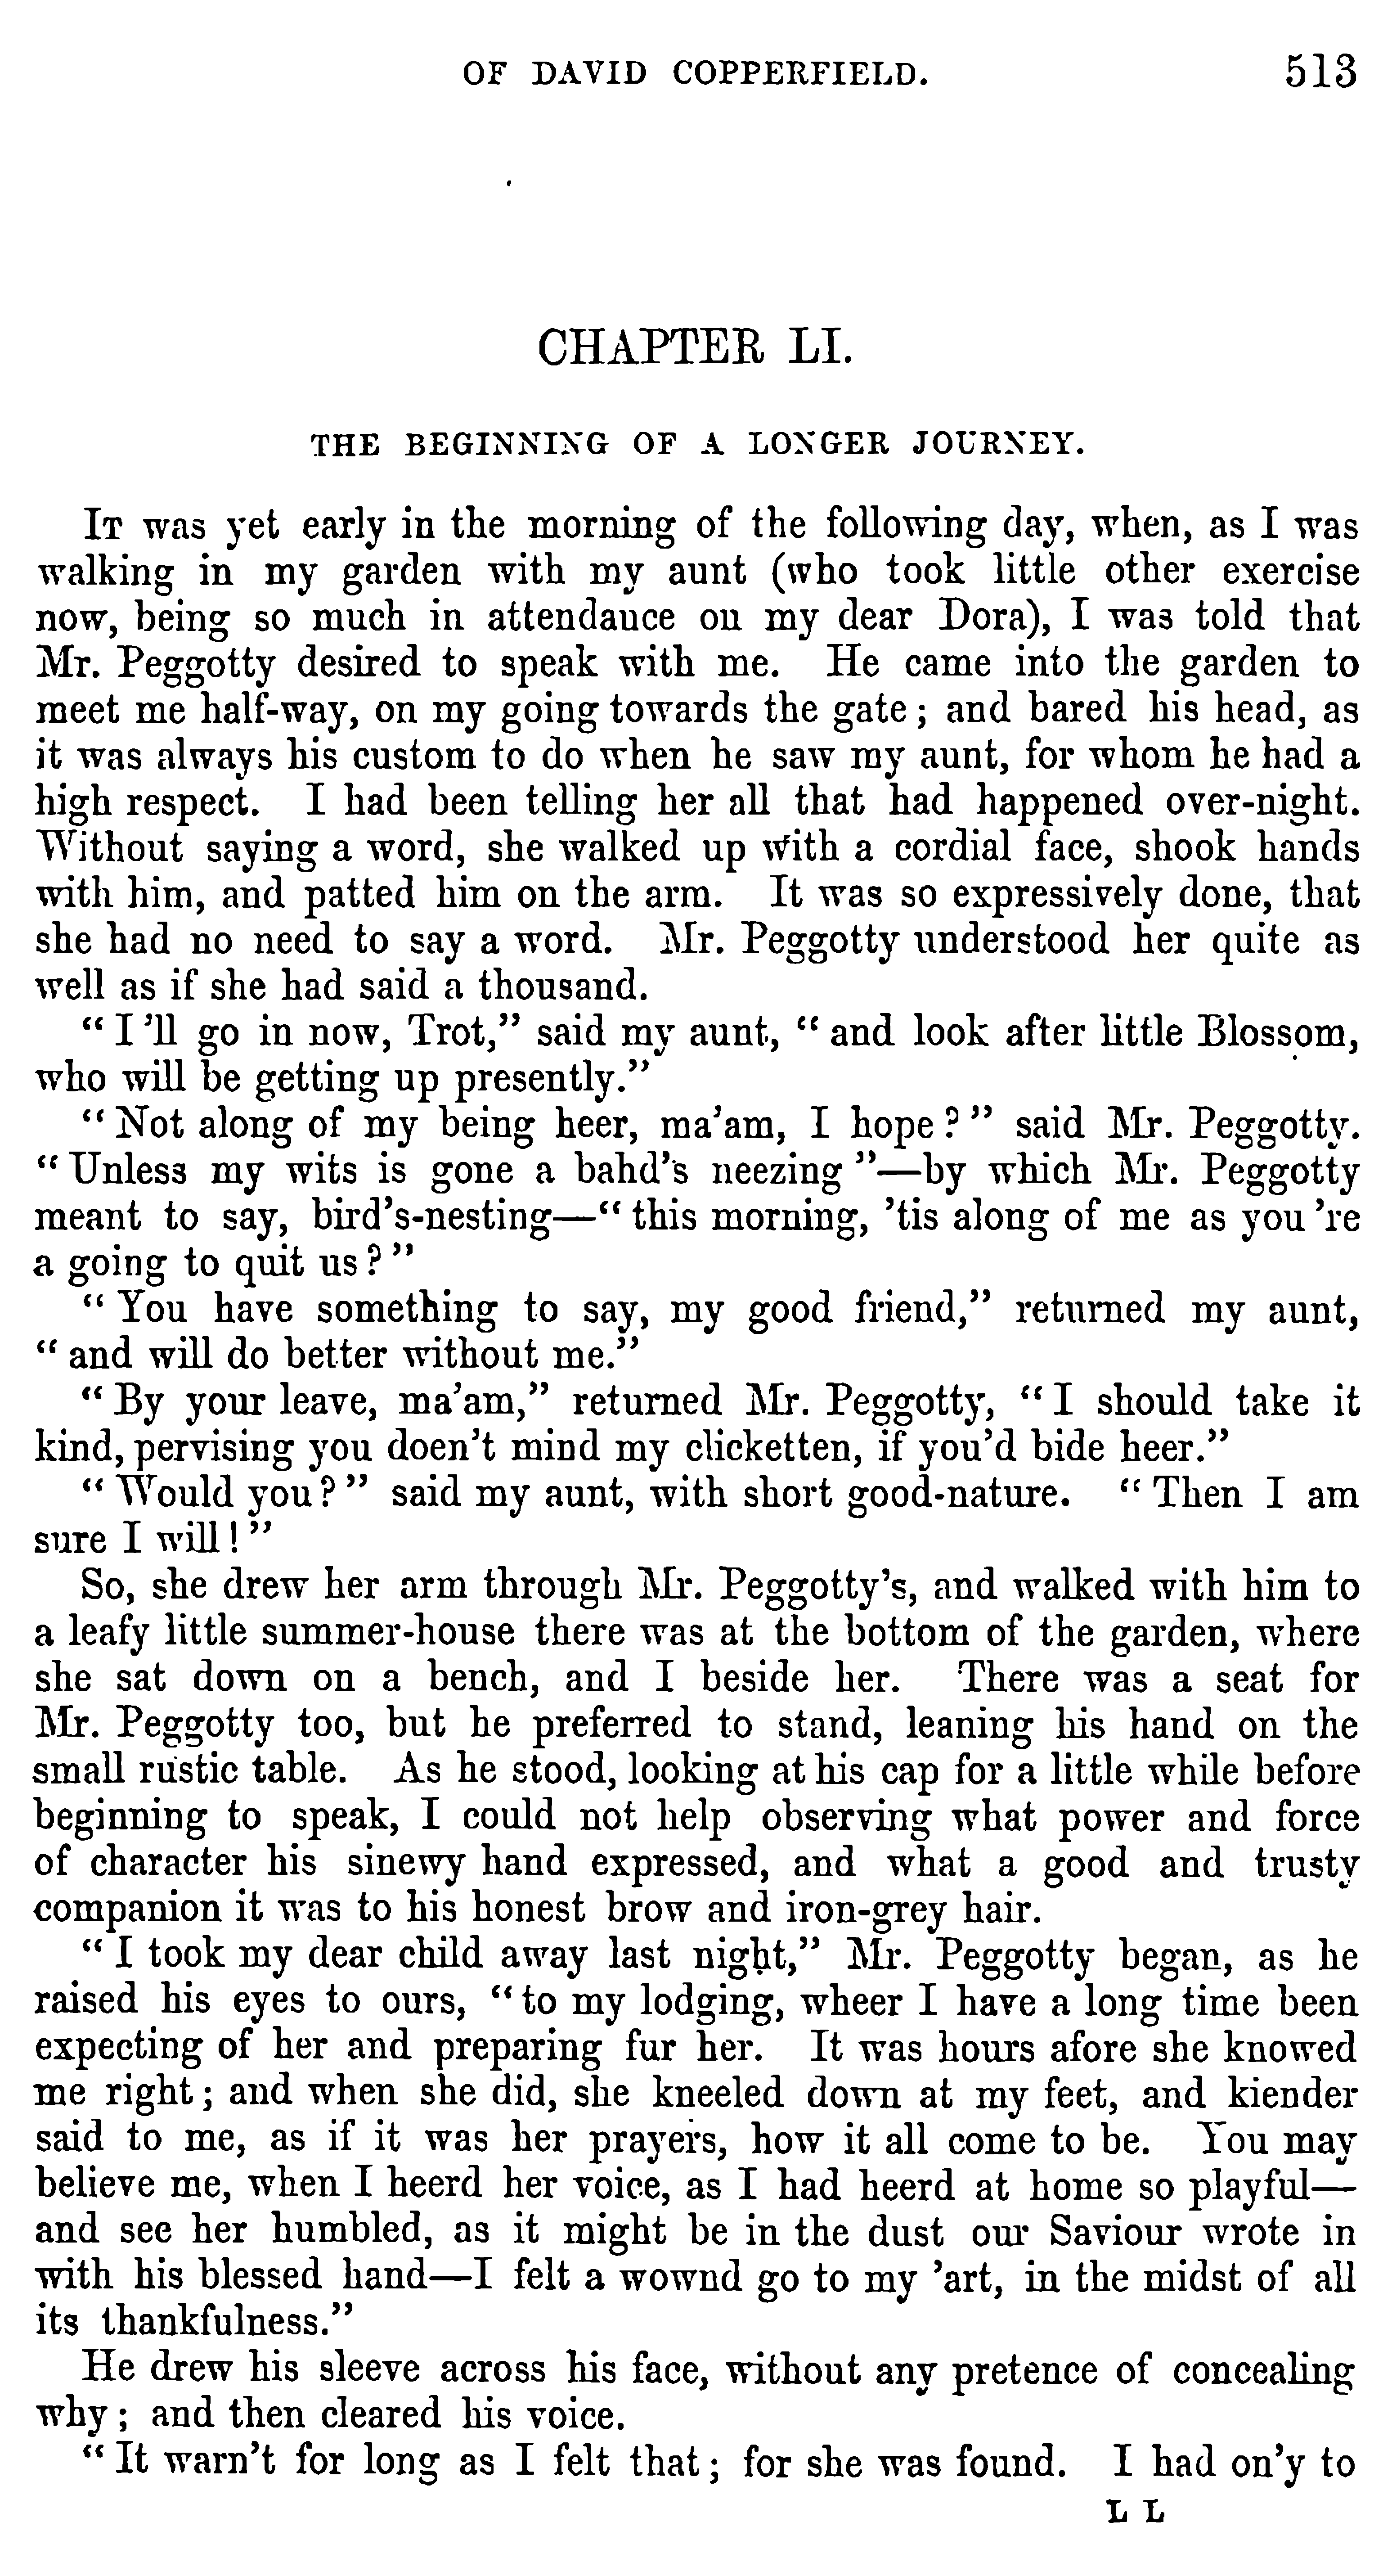 OF DAVID COPPERFIELD. 513
CHAPTER LI.
THE BEGINNING OF A LONGER JOURNEY.
It was yet early in the morning of the following day, when, as I was
walking in my garden with my aunt (who took little other exercise
now, being so much in attendance on my dear Dora), I was told that
Mr. Peggotty desired to speak with me. He came into the garden to
meet me half-way, on my going towards the gate; and bared his head, as
it was always his custom to do when he saw my aunt, for whom he had a
high respect. I had been telling her all that had happened over-night.
Without saying a word, she walked up with a cordial face, shook hands
with him, and patted him on the arm. It was so expressively done, that
she had no need to say a word. Mr. Peggotty understood her quite as
well as if she had said a thousand.
"I'll go in now, Trot," said my aunt, "and look after little Blossom,
who will be getting up presently."
"Not along of my being heer, ma'am, I hope?" said Mr. Peggotty.
"Unless my wits is gone a bahd's neezing"—by which Mr. Peggotty
meant to say, bird's-nesting—"this morning, 'tis along of me as you're
a going to quit us?"
"You have something to say, my good friend," returned my aunt,
"and will do better without me."
"By your leave, ma'am," returned Mr. Peggotty, "I should take it
kind, pervising you doen't mind my clicketten, if you'd bide heer."
"Would you?" said my aunt, with short good-nature. "Then I am
sure I will!"
So, she drew her arm through Mr. Peggotty's, and walked with him to
a leafy little summer-house there was at the bottom of the garden, where
she sat down on a bench, and I beside her. There was a seat for
Mr. Peggotty too, but he preferred to stand, leaning his hand on the
small rustic table. As he stood, looking at his cap for a little while before
beginning to speak, I could not help observing what power and force
of character his sinewy hand expressed, and what a good and trusty
companion it was to his honest brow and iron-grey hair.
"I took my dear child away last night," Mr. Peggotty began, as he
raised his eyes to ours, "to my lodging, wheer I have a long time been
expecting of her and preparing fur her. It was hours afore she knowed
me right; and when she did, she kneeled down at my feet, and kiender
said to me, as if it was her prayers, how it all come to be. You may
believe me, when I heerd her voice, as I had heerd at home so playful—
and see her humbled, as it might be in the dust our Saviour wrote in
with his blessed hand—I felt a wownd go to my 'art, in the midst of all
its thankfulness."
He drew his sleeve across his face, without any pretence of concealing
why; and then cleared his voice.
"It warn't for long as I felt that; for she was found. I had on'y to
L L